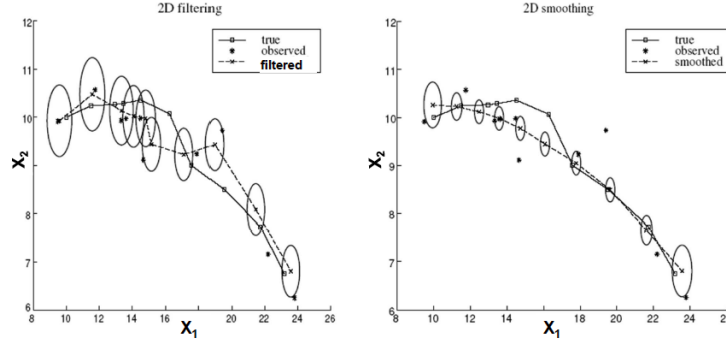 2D filtering
true
observed
filtered
12
11
10
9
8
7
6
8 10 12 14 16 18 20 22 24 26
X2
X1
2D smoothing
true
observed
smoothed
12
11
10
9
8
7
6
8 10 12 14 16 18 20 22 24 26
X2
X1